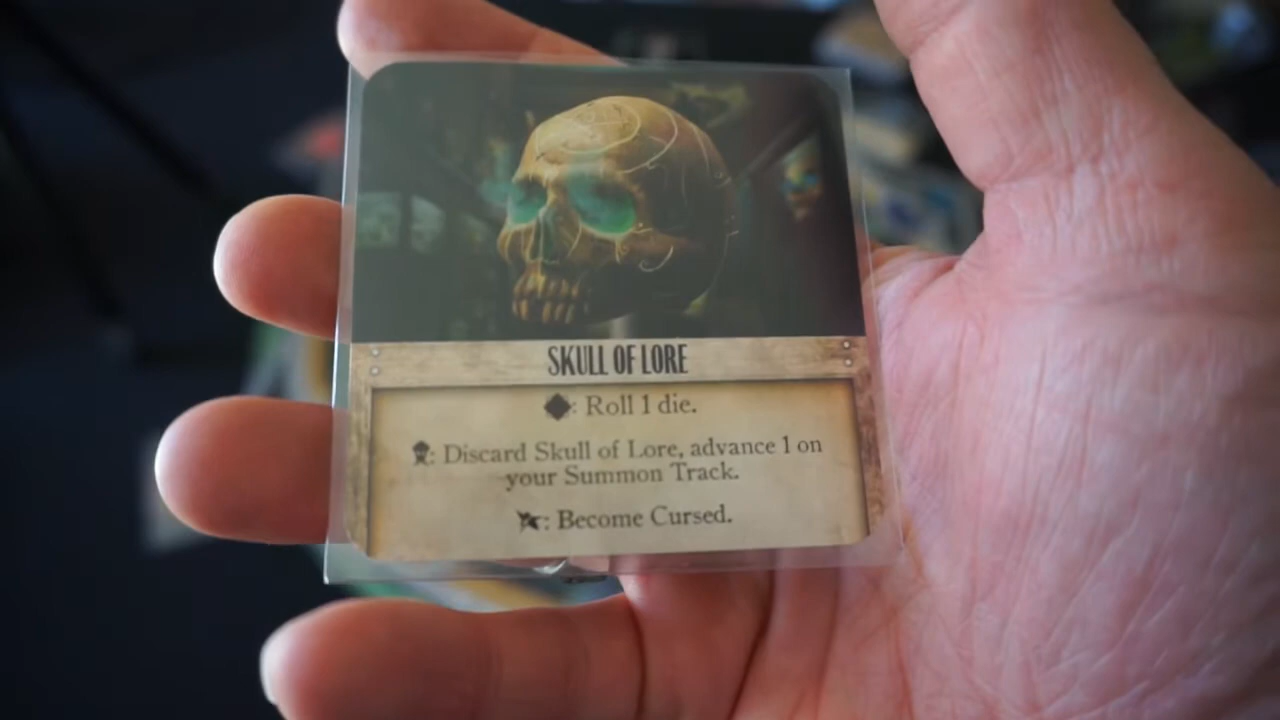 SKULL OF LORE
: Roll 1 die.
: Discard Skull of Lore, advance 1 on
your Summon Track.
: Become Cursed.